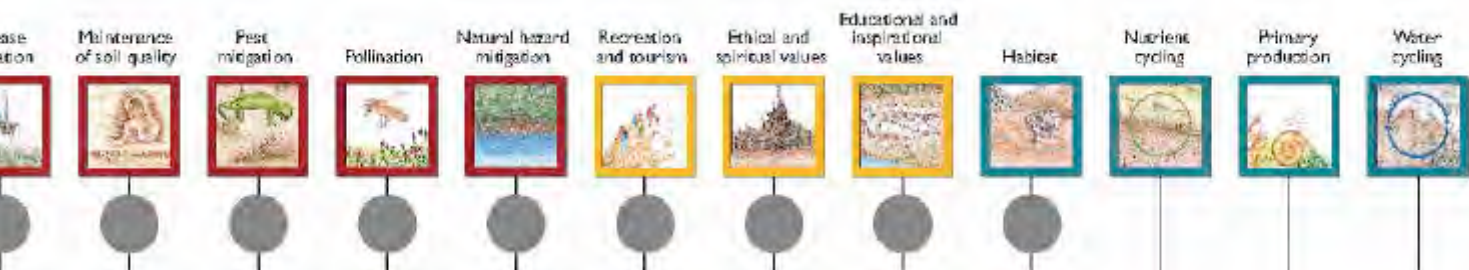 Maintenance
of soil quality
Pest
mitigation
Pollination
Natural hazard
mitigation
Recreation
and tourism
Ethical and
spiritual values
Educational and
inspirational
values
Habitat
Nutrient
cycling
Primary
production
Water
cycling